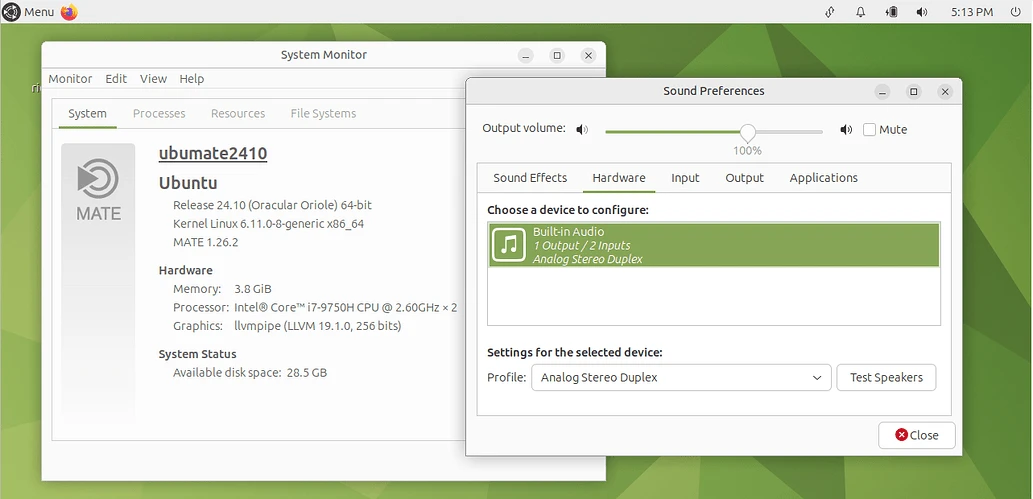 Menu
5:13 PM
System Monitor
Monitor Edit View Help
System Processes Resources File Systems
MATE
ubumate2410
Ubuntu
Release 24.10 (Oracular Oriole) 64-bit
Kernel Linux 6.11.0-8-generic x86_64
MATE 1.26.2
Hardware
Memory: 3.8 GiB
Processor: Intel® Core™ i7-9750H CPU @ 2.60GHz × 2
Graphics: llvmpipe (LLVM 19.1.0, 256 bits)
System Status
Available disk space: 28.5 GB
Sound Preferences
Output volume: Mute
100%
Sound Effects Hardware Input Output Applications
Choose a device to configure:
Built-in Audio
1 Output / 2 Inputs
Analog Stereo Duplex
Settings for the selected device:
Profile: Analog Stereo Duplex Test Speakers
Close